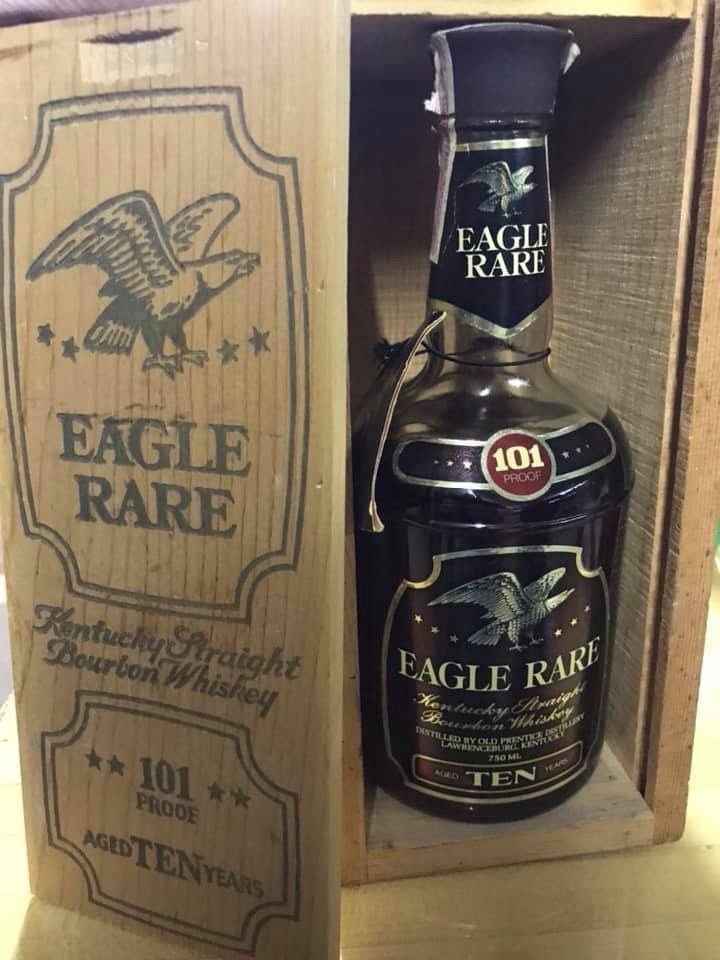 EAGLE
RARE
Kentucky Straight
Bourbon Whiskey
101
PROOF
AGED TEN YEARS
EAGLE
RARE
101
PROOF
EAGLE RARE
Kentucky Straight
Bourbon Whiskey
DISTILLED BY OLD PRENTICE DISTILLERY
LAWRENCEBURG, KENTUCKY
750 ML
AGED TEN YEARS